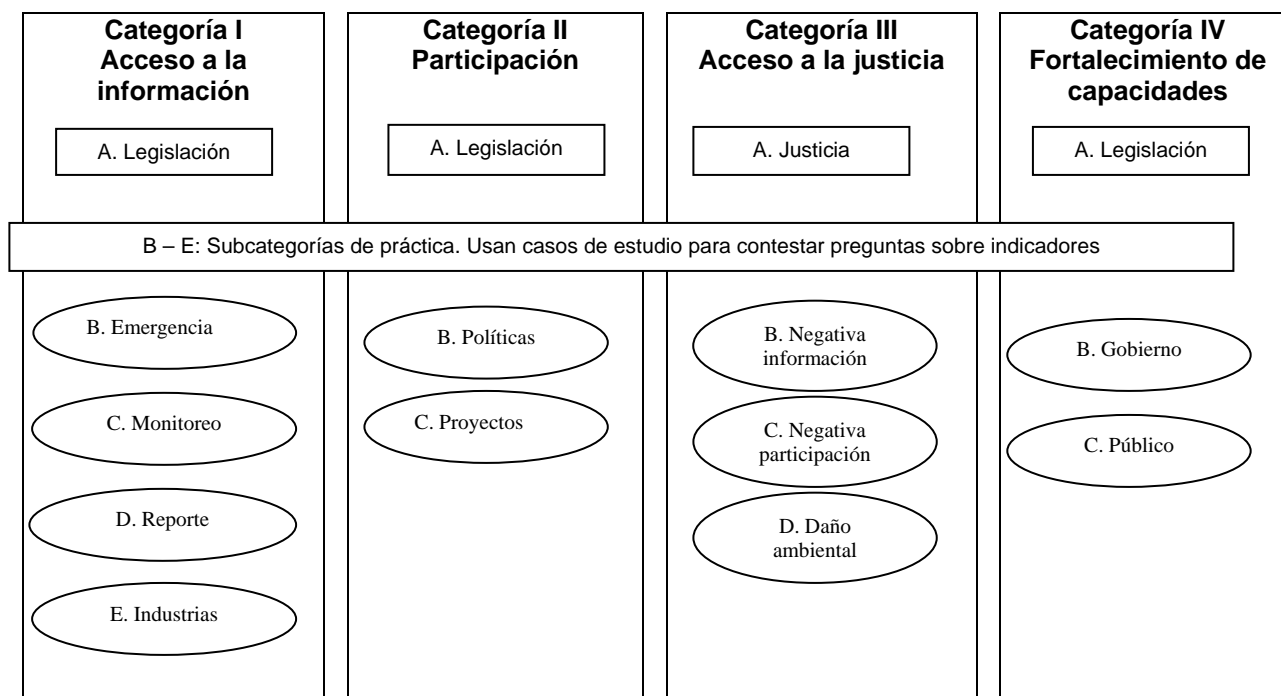 Categoría I
Acceso a la
información
A. Legislación
Categoría II
Participación
A. Legislación
Categoría III
Acceso a la justicia
A. Justicia
Categoría IV
Fortalecimiento de
capacidades
A. Legislación
B – E: Subcategorías de práctica. Usan casos de estudio para contestar preguntas sobre indicadores
B. Emergencia
C. Monitoreo
D. Reporte
E. Industrias
B. Políticas
C. Proyectos
B. Negativa
información
C. Negativa
participación
D. Daño
ambiental
B. Gobierno
C. Público